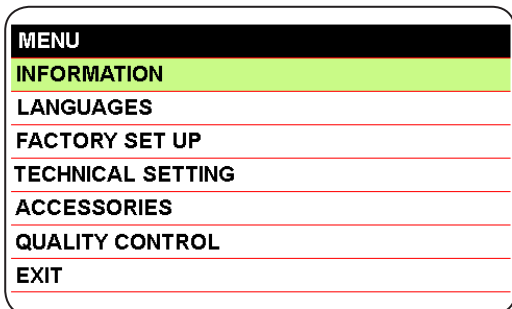 MENU
INFORMATION
LANGUAGES
FACTORY SET UP
TECHNICAL SETTING
ACCESSORIES
QUALITY CONTROL
EXIT